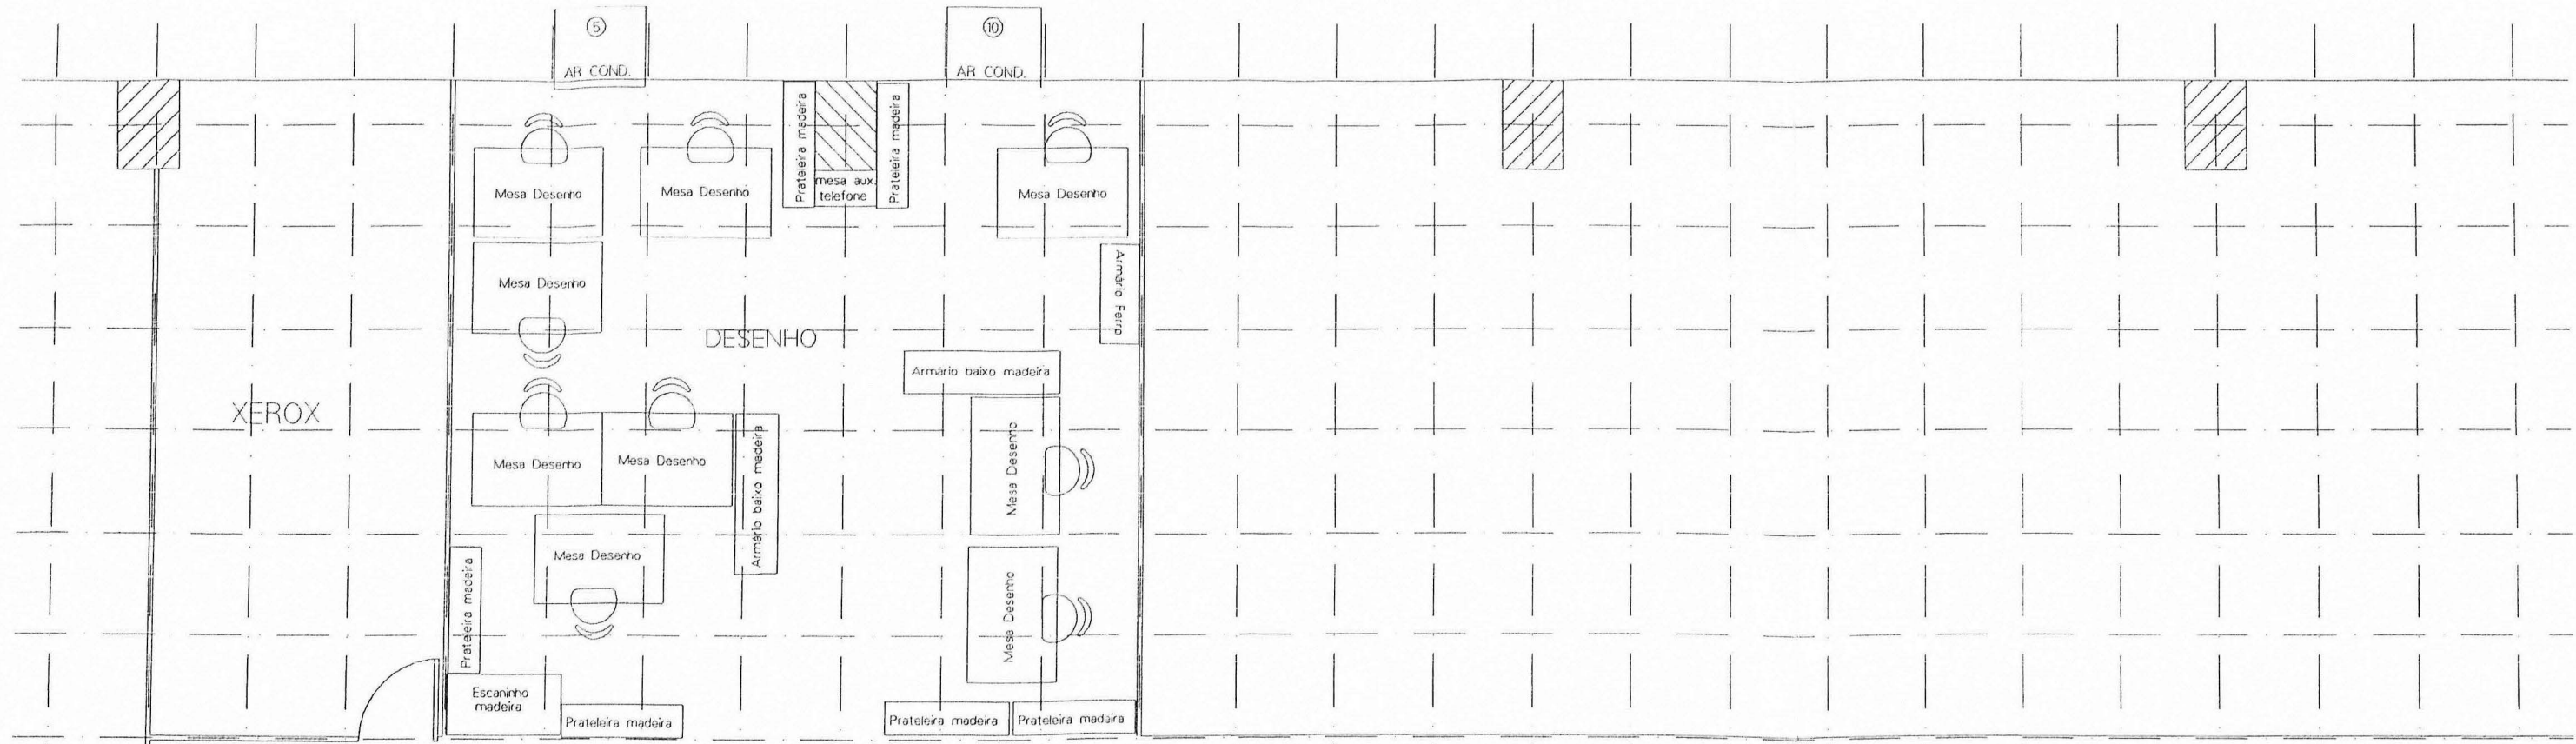 5
AR COND.
10
AR COND.
Prateleira madeira
mesa aux.
telefone
Prateleira madeira
Mesa Desenho
Mesa Desenho
Mesa Desenho
Mesa Desenho
Armário Ferro
DESENHO
Armário baixo madeira
XEROX
Mesa Desenho
Mesa Desenho
Armário baixo madeira
Mesa Desenho
Mesa Desenho
Mesa Desenho
Prateleira madeira
Escaninho
madeira
Prateleira madeira
Prateleira madeira
Prateleira madeira